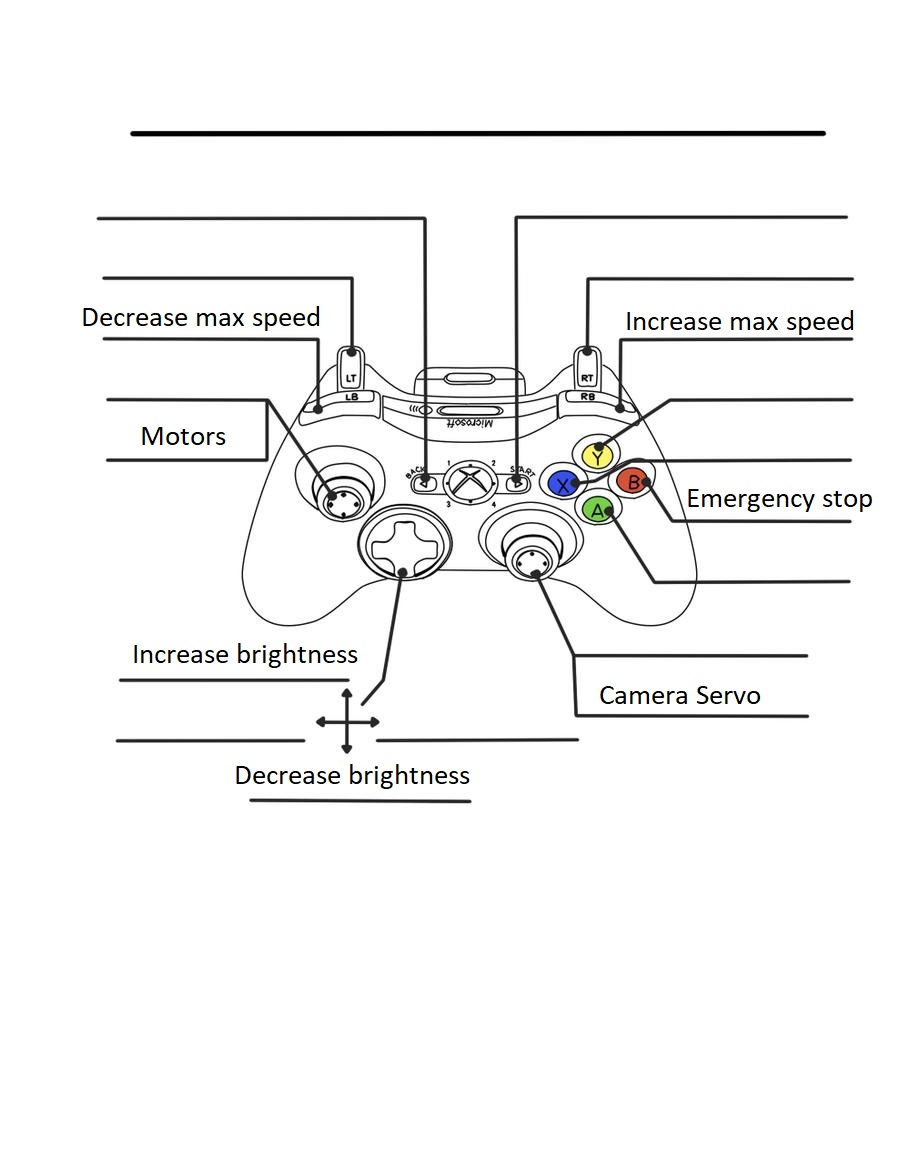 Decrease max speed
Increase max speed
LT
RT
LB
RB
Microsoft
Motors
Y
1
2
BACK
START
X
B
Emergency stop
3
4
A
Increase brightness
Camera Servo
Decrease brightness